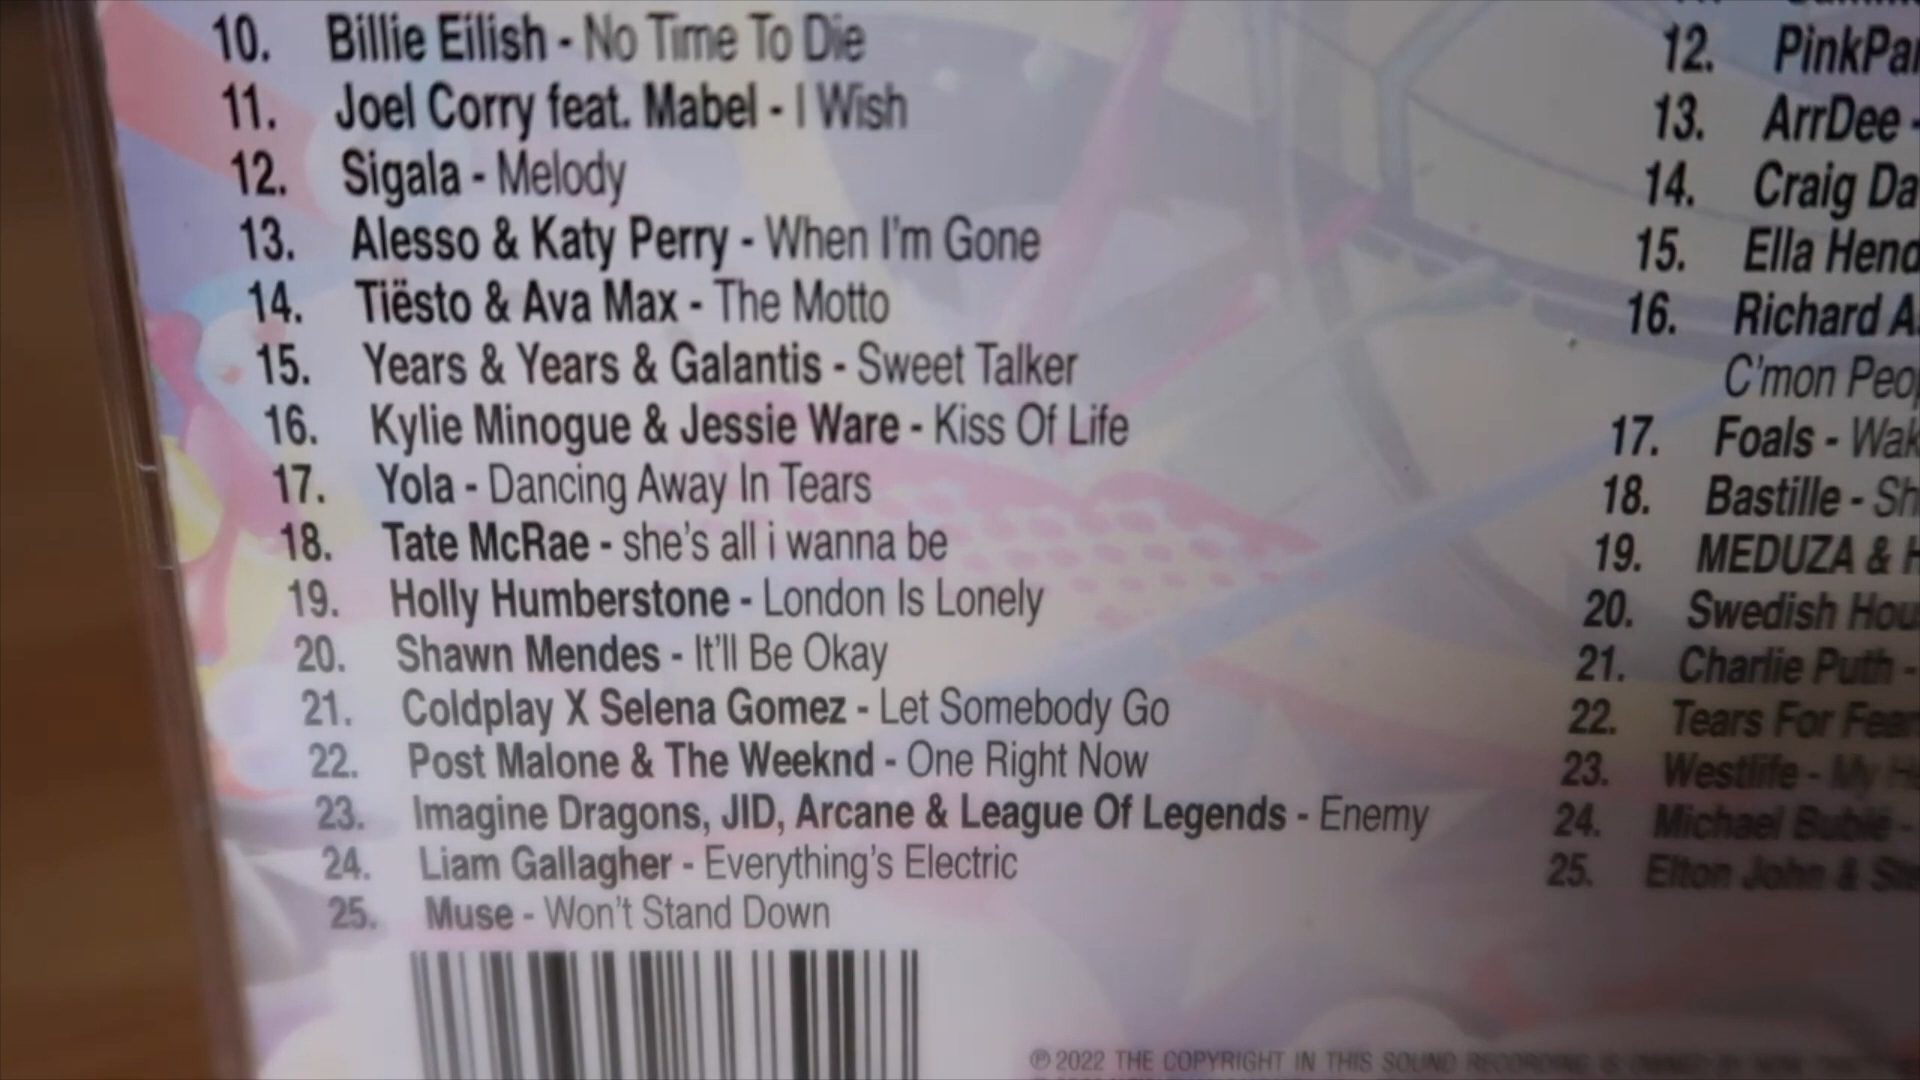 10. Billie Eilish - No Time To Die
11. Joel Corry feat. Mabel - I Wish
12. Sigala - Melody
13. Alesso & Katy Perry - When I'm Gone
14. Tiësto & Ava Max - The Motto
15. Years & Years & Galantis - Sweet Talker
16. Kylie Minogue & Jessie Ware - Kiss Of Life
17. Yola - Dancing Away In Tears
18. Tate McRae - she's all i wanna be
19. Holly Humberstone - London Is Lonely
20. Shawn Mendes - It'll Be Okay
21. Coldplay X Selena Gomez - Let Somebody Go
22. Post Malone & The Weeknd - One Right Now
23. Imagine Dragons, JID, Arcane & League Of Legends - Enemy
24. Liam Gallagher - Everything's Electric
25. Muse - Won't Stand Down
12. PinkPa
13. ArrDee -
14. Craig Da
15. Ella Hend
16. Richard A
C'mon Peop
17. Foals - Wak
18. Bastille - Sh
19. MEDUZA & H
20. Swedish Hou
21. Charlie Puth -
22. Tears For Fear
23. Westlife - My H
24. Michael Bublé -
25. Elton John & Ste
℗ 2022 THE COPYRIGHT IN THIS SOUND RECORDING IS